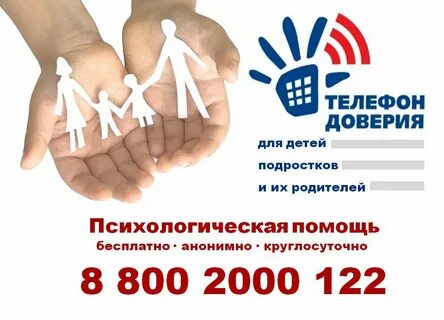 ТЕЛЕФОН
ДОВЕРИЯ
для детей
подростков
и их родителей
Психологическая помощь
бесплатно · анонимно · круглосуточно
8 800 2000 122